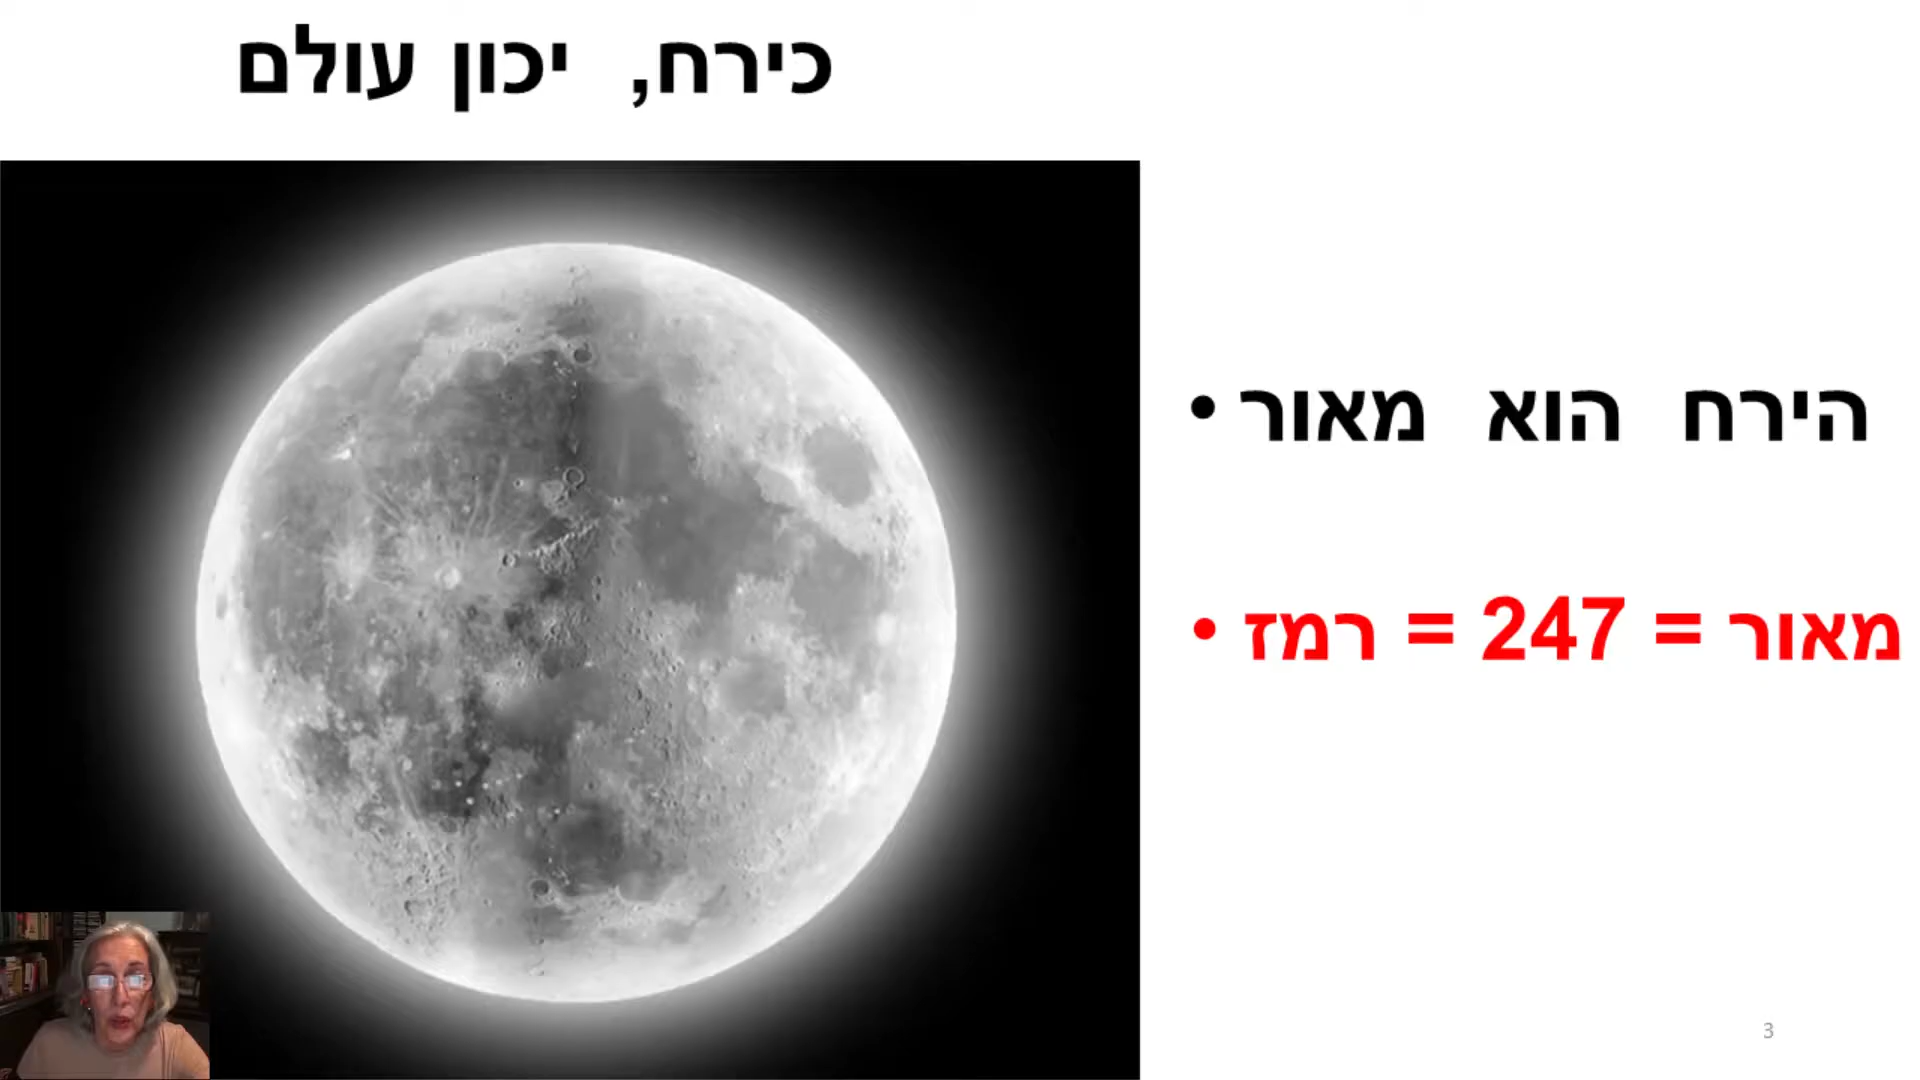 כירח, יכון עולם
הירח הוא מאור
מאור = 247 = רמז
3